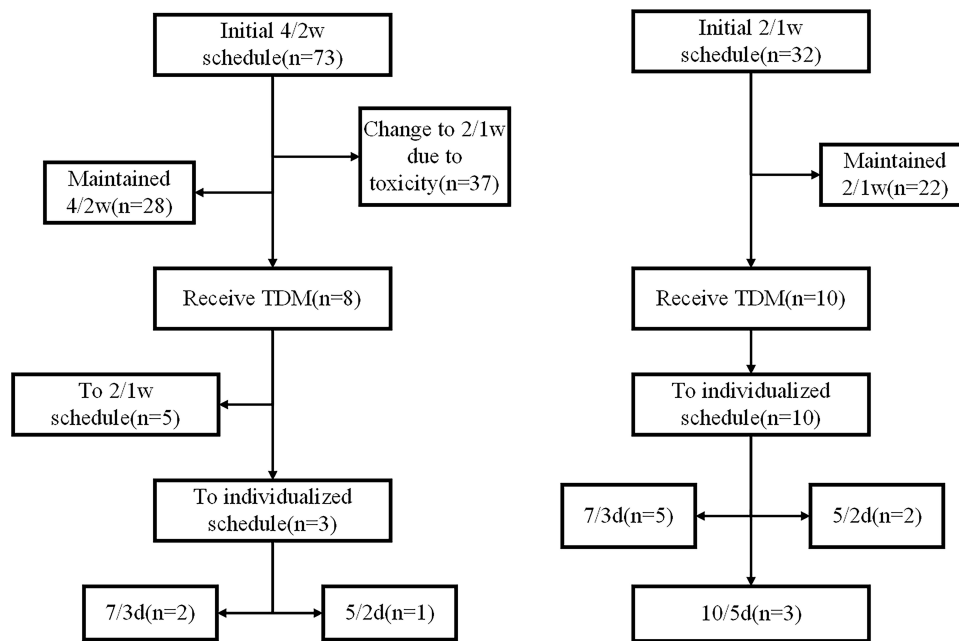 Initial 4/2w
schedule(n=73)
Change to 2/1w
due to
toxicity(n=37)
Maintained
4/2w(n=28)
Receive TDM(n=8)
To 2/1w
schedule(n=5)
To individualized
schedule(n=3)
7/3d(n=2)
5/2d(n=1)
Initial 2/1w
schedule(n=32)
Maintained
2/1w(n=22)
Receive TDM(n=10)
To individualized
schedule(n=10)
7/3d(n=5)
5/2d(n=2)
10/5d(n=3)